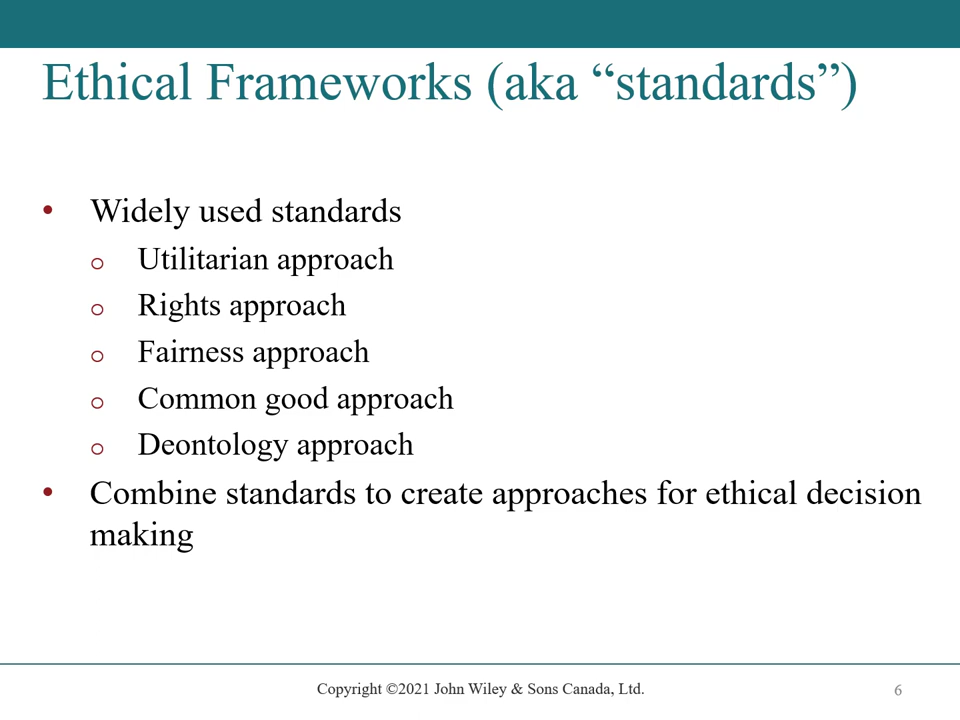 Ethical Frameworks (aka “standards”)
• Widely used standards
o Utilitarian approach
o Rights approach
o Fairness approach
o Common good approach
o Deontology approach
• Combine standards to create approaches for ethical decision
making
Copyright ©2021 John Wiley & Sons Canada, Ltd.
6